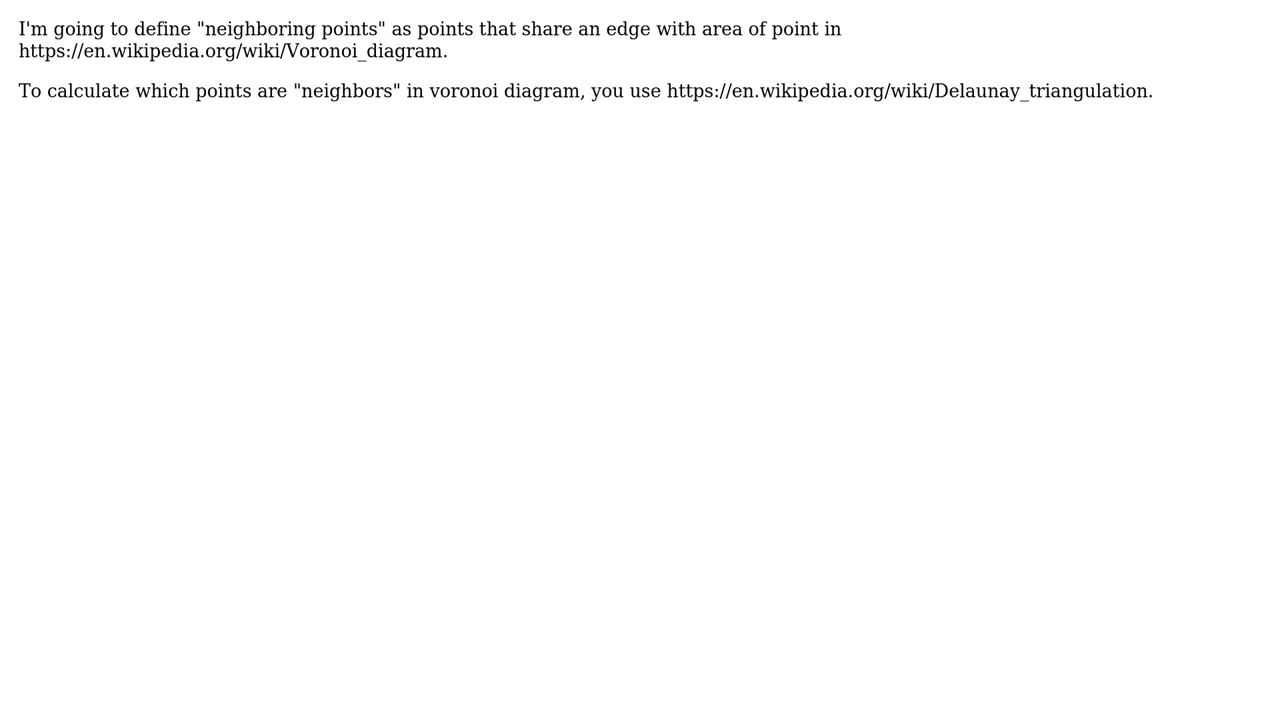 I'm going to define "neighboring points" as points that share an edge with area of point in
https://en.wikipedia.org/wiki/Voronoi_diagram.
To calculate which points are "neighbors" in voronoi diagram, you use https://en.wikipedia.org/wiki/Delaunay_triangulation.